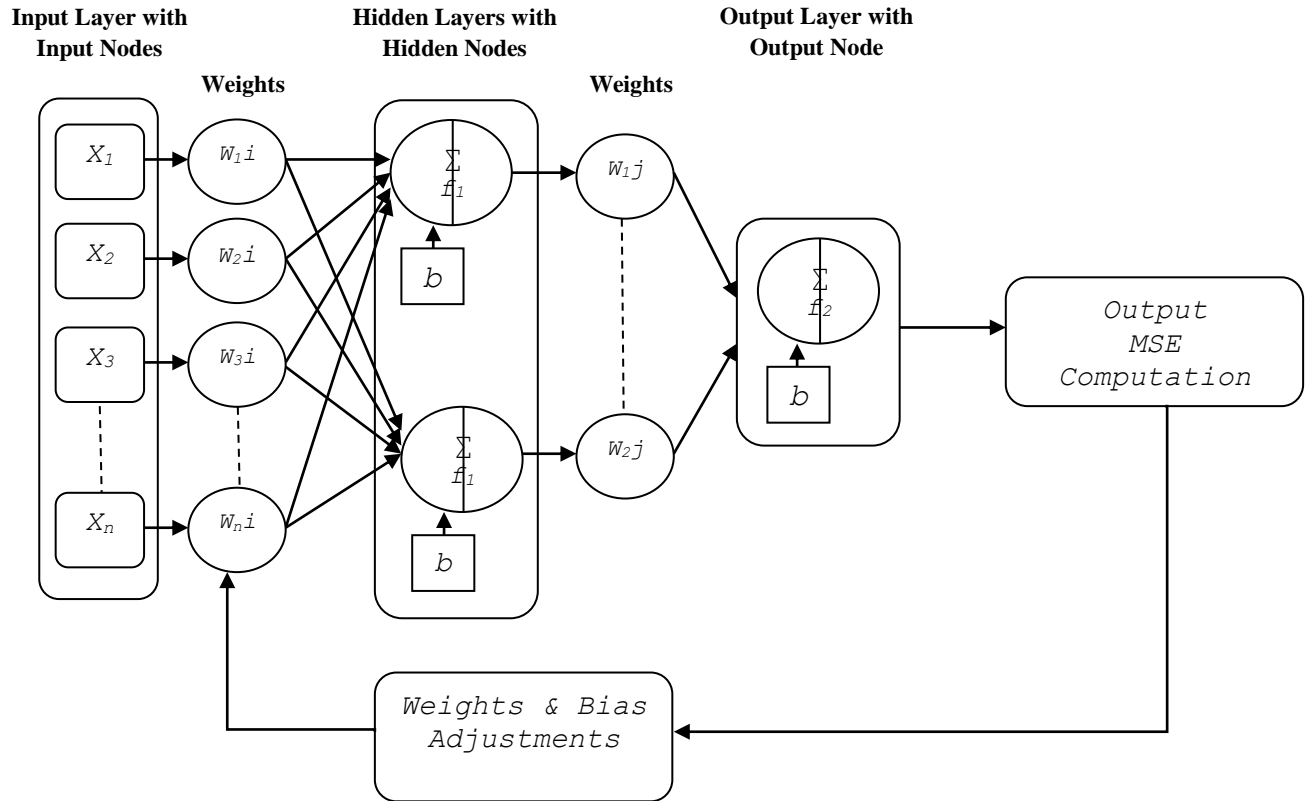 Input Layer with
Input Nodes
Hidden Layers with
Hidden Nodes
Output Layer with
Output Node
Weights
Weights
X1
X2
X3
Xn
W1i
W2i
W3i
Wni
Σ
f1
b
Σ
f1
b
W1j
W2j
Σ
f2
b
Output
MSE
Computation
Weights & Bias
Adjustments